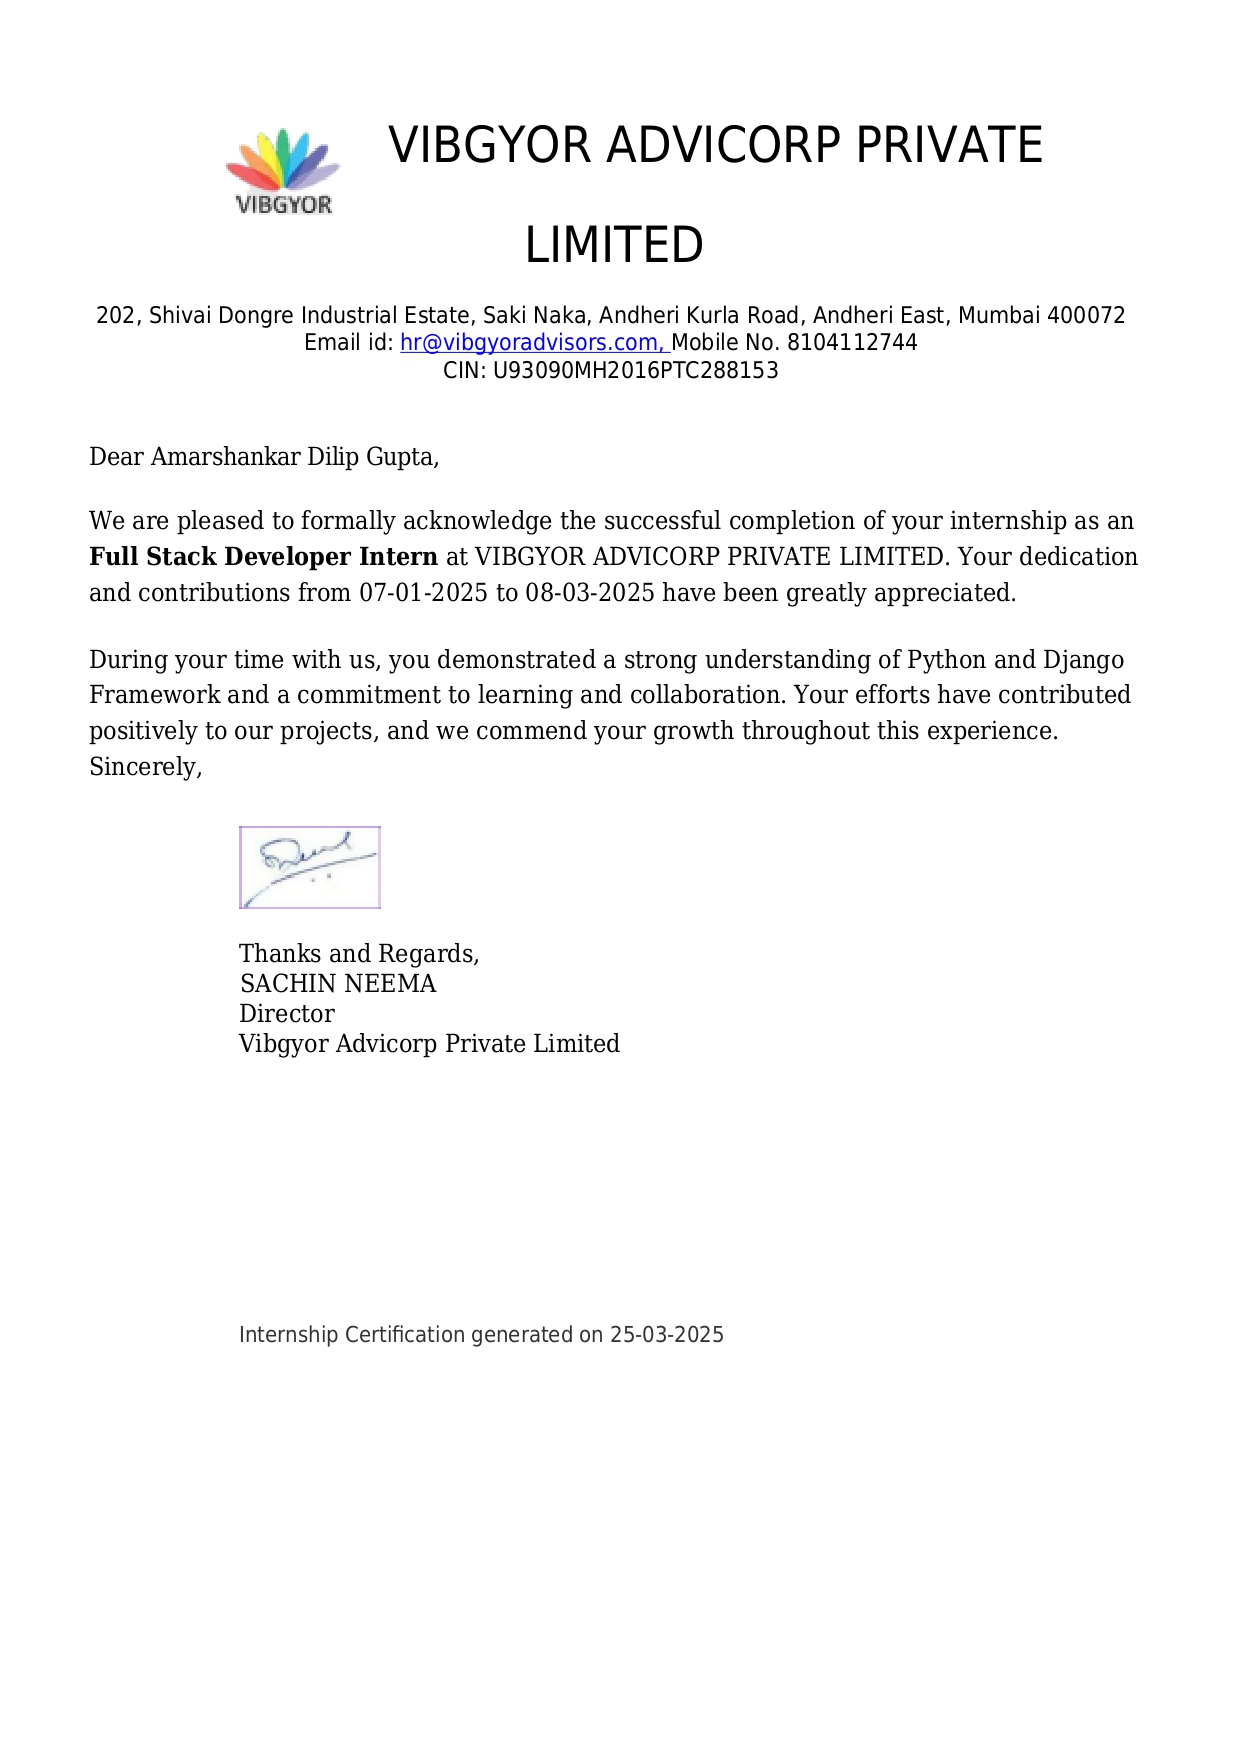 VIBGYOR
VIBGYOR ADVICORP PRIVATE
LIMITED
202, Shivai Dongre Industrial Estate, Saki Naka, Andheri Kurla Road, Andheri East, Mumbai 400072
Email id: hr@vibgyoradvisors.com, Mobile No. 8104112744
CIN: U93090MH2016PTC288153
Dear Amarshankar Dilip Gupta,
We are pleased to formally acknowledge the successful completion of your internship as an
Full Stack Developer Intern at VIBGYOR ADVICORP PRIVATE LIMITED. Your dedication
and contributions from 07-01-2025 to 08-03-2025 have been greatly appreciated.
During your time with us, you demonstrated a strong understanding of Python and Django
Framework and a commitment to learning and collaboration. Your efforts have contributed
positively to our projects, and we commend your growth throughout this experience.
Sincerely,
Thanks and Regards,
SACHIN NEEMA
Director
Vibgyor Advicorp Private Limited
Internship Certification generated on 25-03-2025